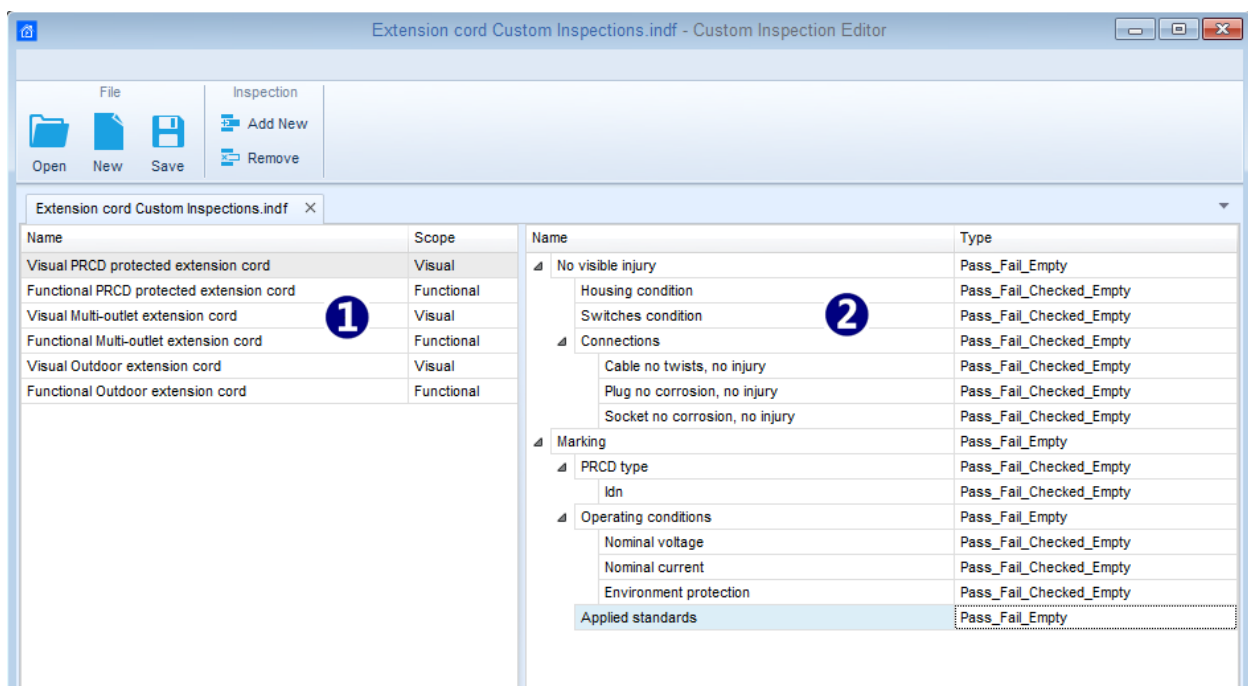 Extension cord Custom Inspections.indf - Custom Inspection Editor
File Inspection
Open New Save Add New
Remove
Extension cord Custom Inspections.indf
Name Scope Name Type
Visual PRCD protected extension cord Visual No visible injury Pass_Fail_Empty
Functional PRCD protected extension cord Functional Housing condition Pass_Fail_Checked_Empty
Visual Multi-outlet extension cord Visual Switches condition Pass_Fail_Checked_Empty
1 2
Functional Multi-outlet extension cord Functional Connections Pass_Fail_Checked_Empty
Visual Outdoor extension cord Visual Cable no twists, no injury Pass_Fail_Checked_Empty
Functional Outdoor extension cord Functional Plug no corrosion, no injury Pass_Fail_Checked_Empty
Socket no corrosion, no injury Pass_Fail_Checked_Empty
Marking Pass_Fail_Empty
PRCD type Pass_Fail_Checked_Empty
Idn Pass_Fail_Checked_Empty
Operating conditions Pass_Fail_Empty
Nominal voltage Pass_Fail_Checked_Empty
Nominal current Pass_Fail_Checked_Empty
Environment protection Pass_Fail_Checked_Empty
Applied standards Pass_Fail_Empty